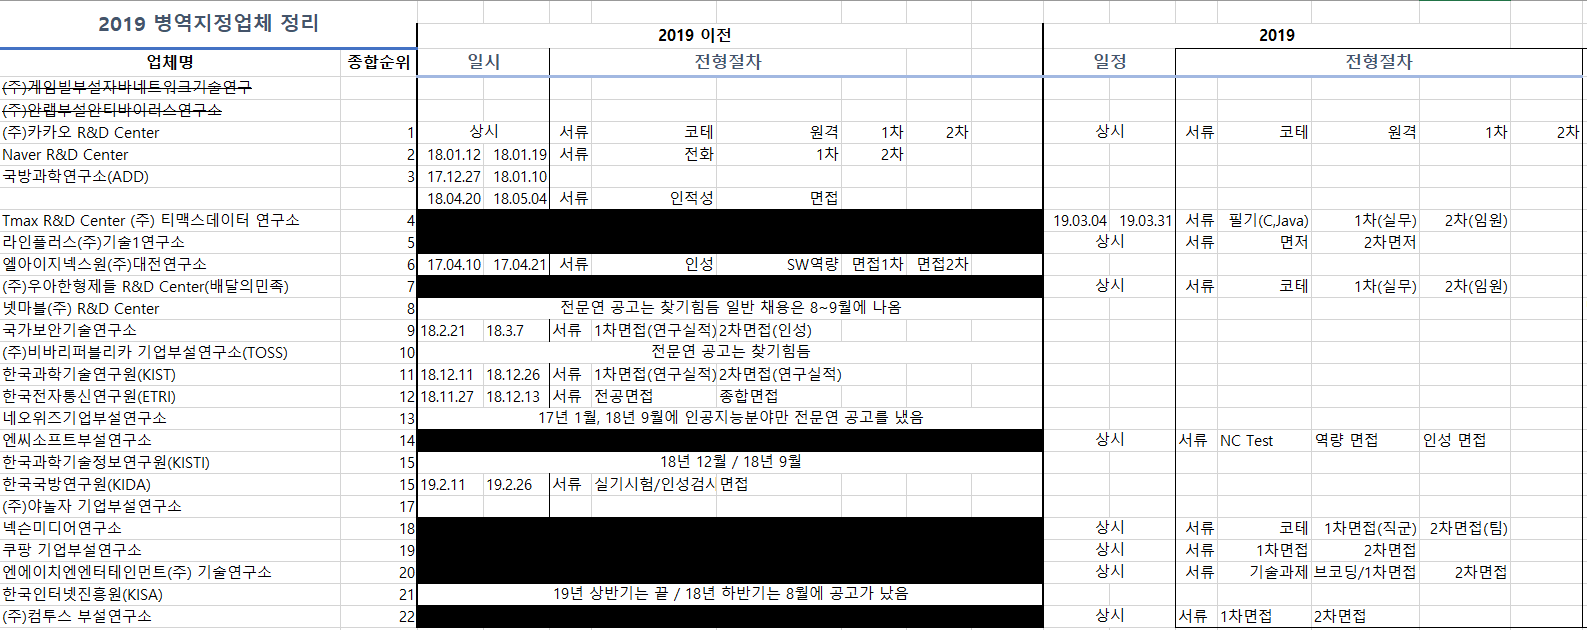 2019 병역지정업체 정리
2019 이전 2019
업체명 종합순위 일시 전형절차 일정 전형절차
(주)게임빌부설자바네트워크기술연구
(주)안랩부설안티바이러스연구소
(주)카카오 R&D Center 1 상시 서류 코테 원격 1차 2차 상시 서류 코테 원격 1차 2차
Naver R&D Center 2 18.01.12 18.01.19 서류 전화 1차 2차
국방과학연구소(ADD) 3 17.12.27 18.01.10
18.04.20 18.05.04 서류 인적성 면접
Tmax R&D Center (주) 티맥스데이터 연구소 4 19.03.04 19.03.31 서류 필기(C,Java) 1차(실무) 2차(임원)
라인플러스(주)기술1연구소 5 상시 서류 면저 2차면저
엘아이지넥스원(주)대전연구소 6 17.04.10 17.04.21 서류 인성 SW역량 면접1차 면접2차
(주)우아한형제들 R&D Center(배달의민족) 7 상시 서류 코테 1차(실무) 2차(임원)
넷마블(주) R&D Center 8 전문연 공고는 찾기힘듬 일반 채용은 8~9월에 나옴
국가보안기술연구소 9 18.2.21 18.3.7 서류 1차면접(연구실적) 2차면접(인성)
(주)비바리퍼블리카 기업부설연구소(TOSS) 10 전문연 공고는 찾기힘듬
한국과학기술연구원(KIST) 11 18.12.11 18.12.26 서류 1차면접(연구실적) 2차면접(연구실적)
한국전자통신연구원(ETRI) 12 18.11.27 18.12.13 서류 전공면접 종합면접
네오위즈기업부설연구소 13 17년 1월, 18년 9월에 인공지능분야만 전문연 공고를 냈음
엔씨소프트부설연구소 14 상시 서류 NC Test 역량 면접 인성 면접
한국과학기술정보연구원(KISTI) 15 18년 12월 / 18년 9월
한국국방연구원(KIDA) 15 19.2.11 19.2.26 서류 실기시험/인성검사 면접
(주)야놀자 기업부설연구소 17
넥슨미디어연구소 18 상시 서류 코테 1차면접(직군) 2차면접(팀)
쿠팡 기업부설연구소 19 상시 서류 1차면접 2차면접
엔에이치엔엔터테인먼트(주) 기술연구소 20 상시 서류 기술과제 브코딩/1차면접 2차면접
한국인터넷진흥원(KISA) 21 19년 상반기는 끝 / 18년 하반기는 8월에 공고가 났음
(주)컴투스 부설연구소 22 상시 서류 1차면접 2차면접